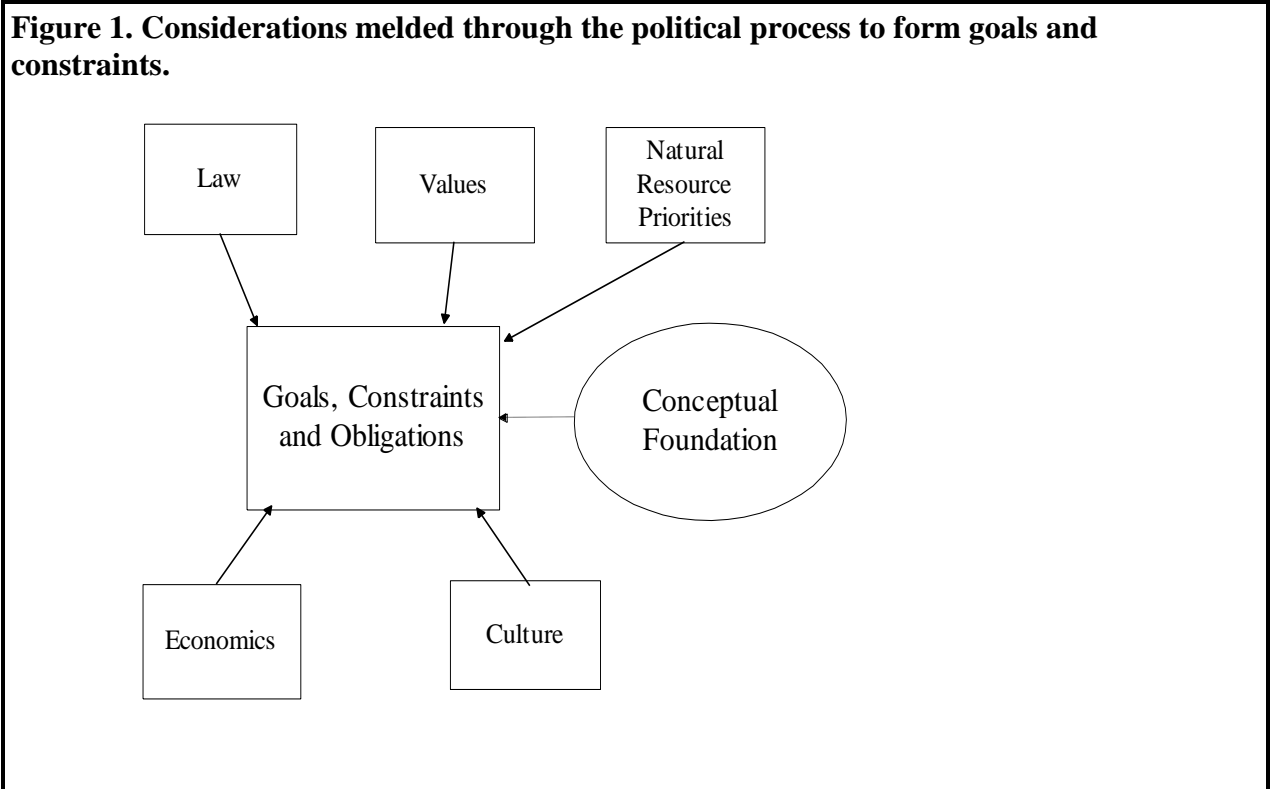 Figure 1. Considerations melded through the political process to form goals and
constraints.
Law
Values
Natural
Resource
Priorities
Goals, Constraints
and Obligations
Conceptual
Foundation
Economics
Culture